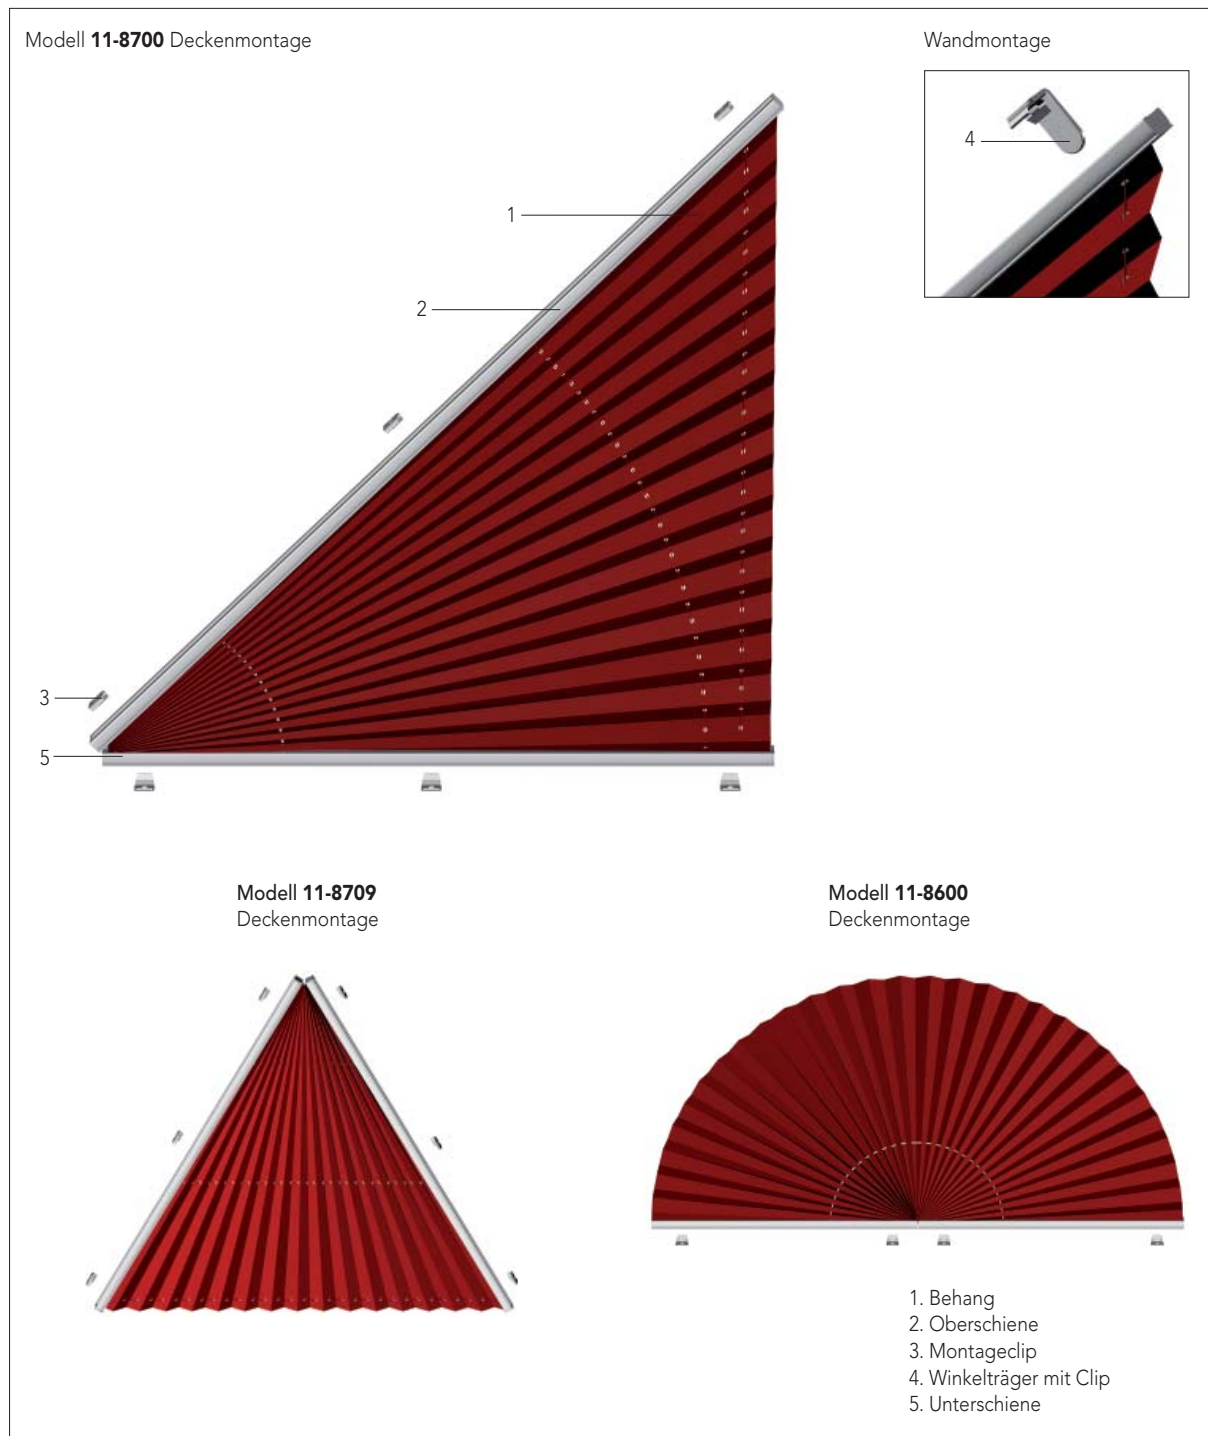 Modell 11-8700 Deckenmontage
Wandmontage
4
1
2
3
5
Modell 11-8709
Deckenmontage
Modell 11-8600
Deckenmontage
1. Behang
2. Oberschiene
3. Montageclip
4. Winkelträger mit Clip
5. Unterschiene